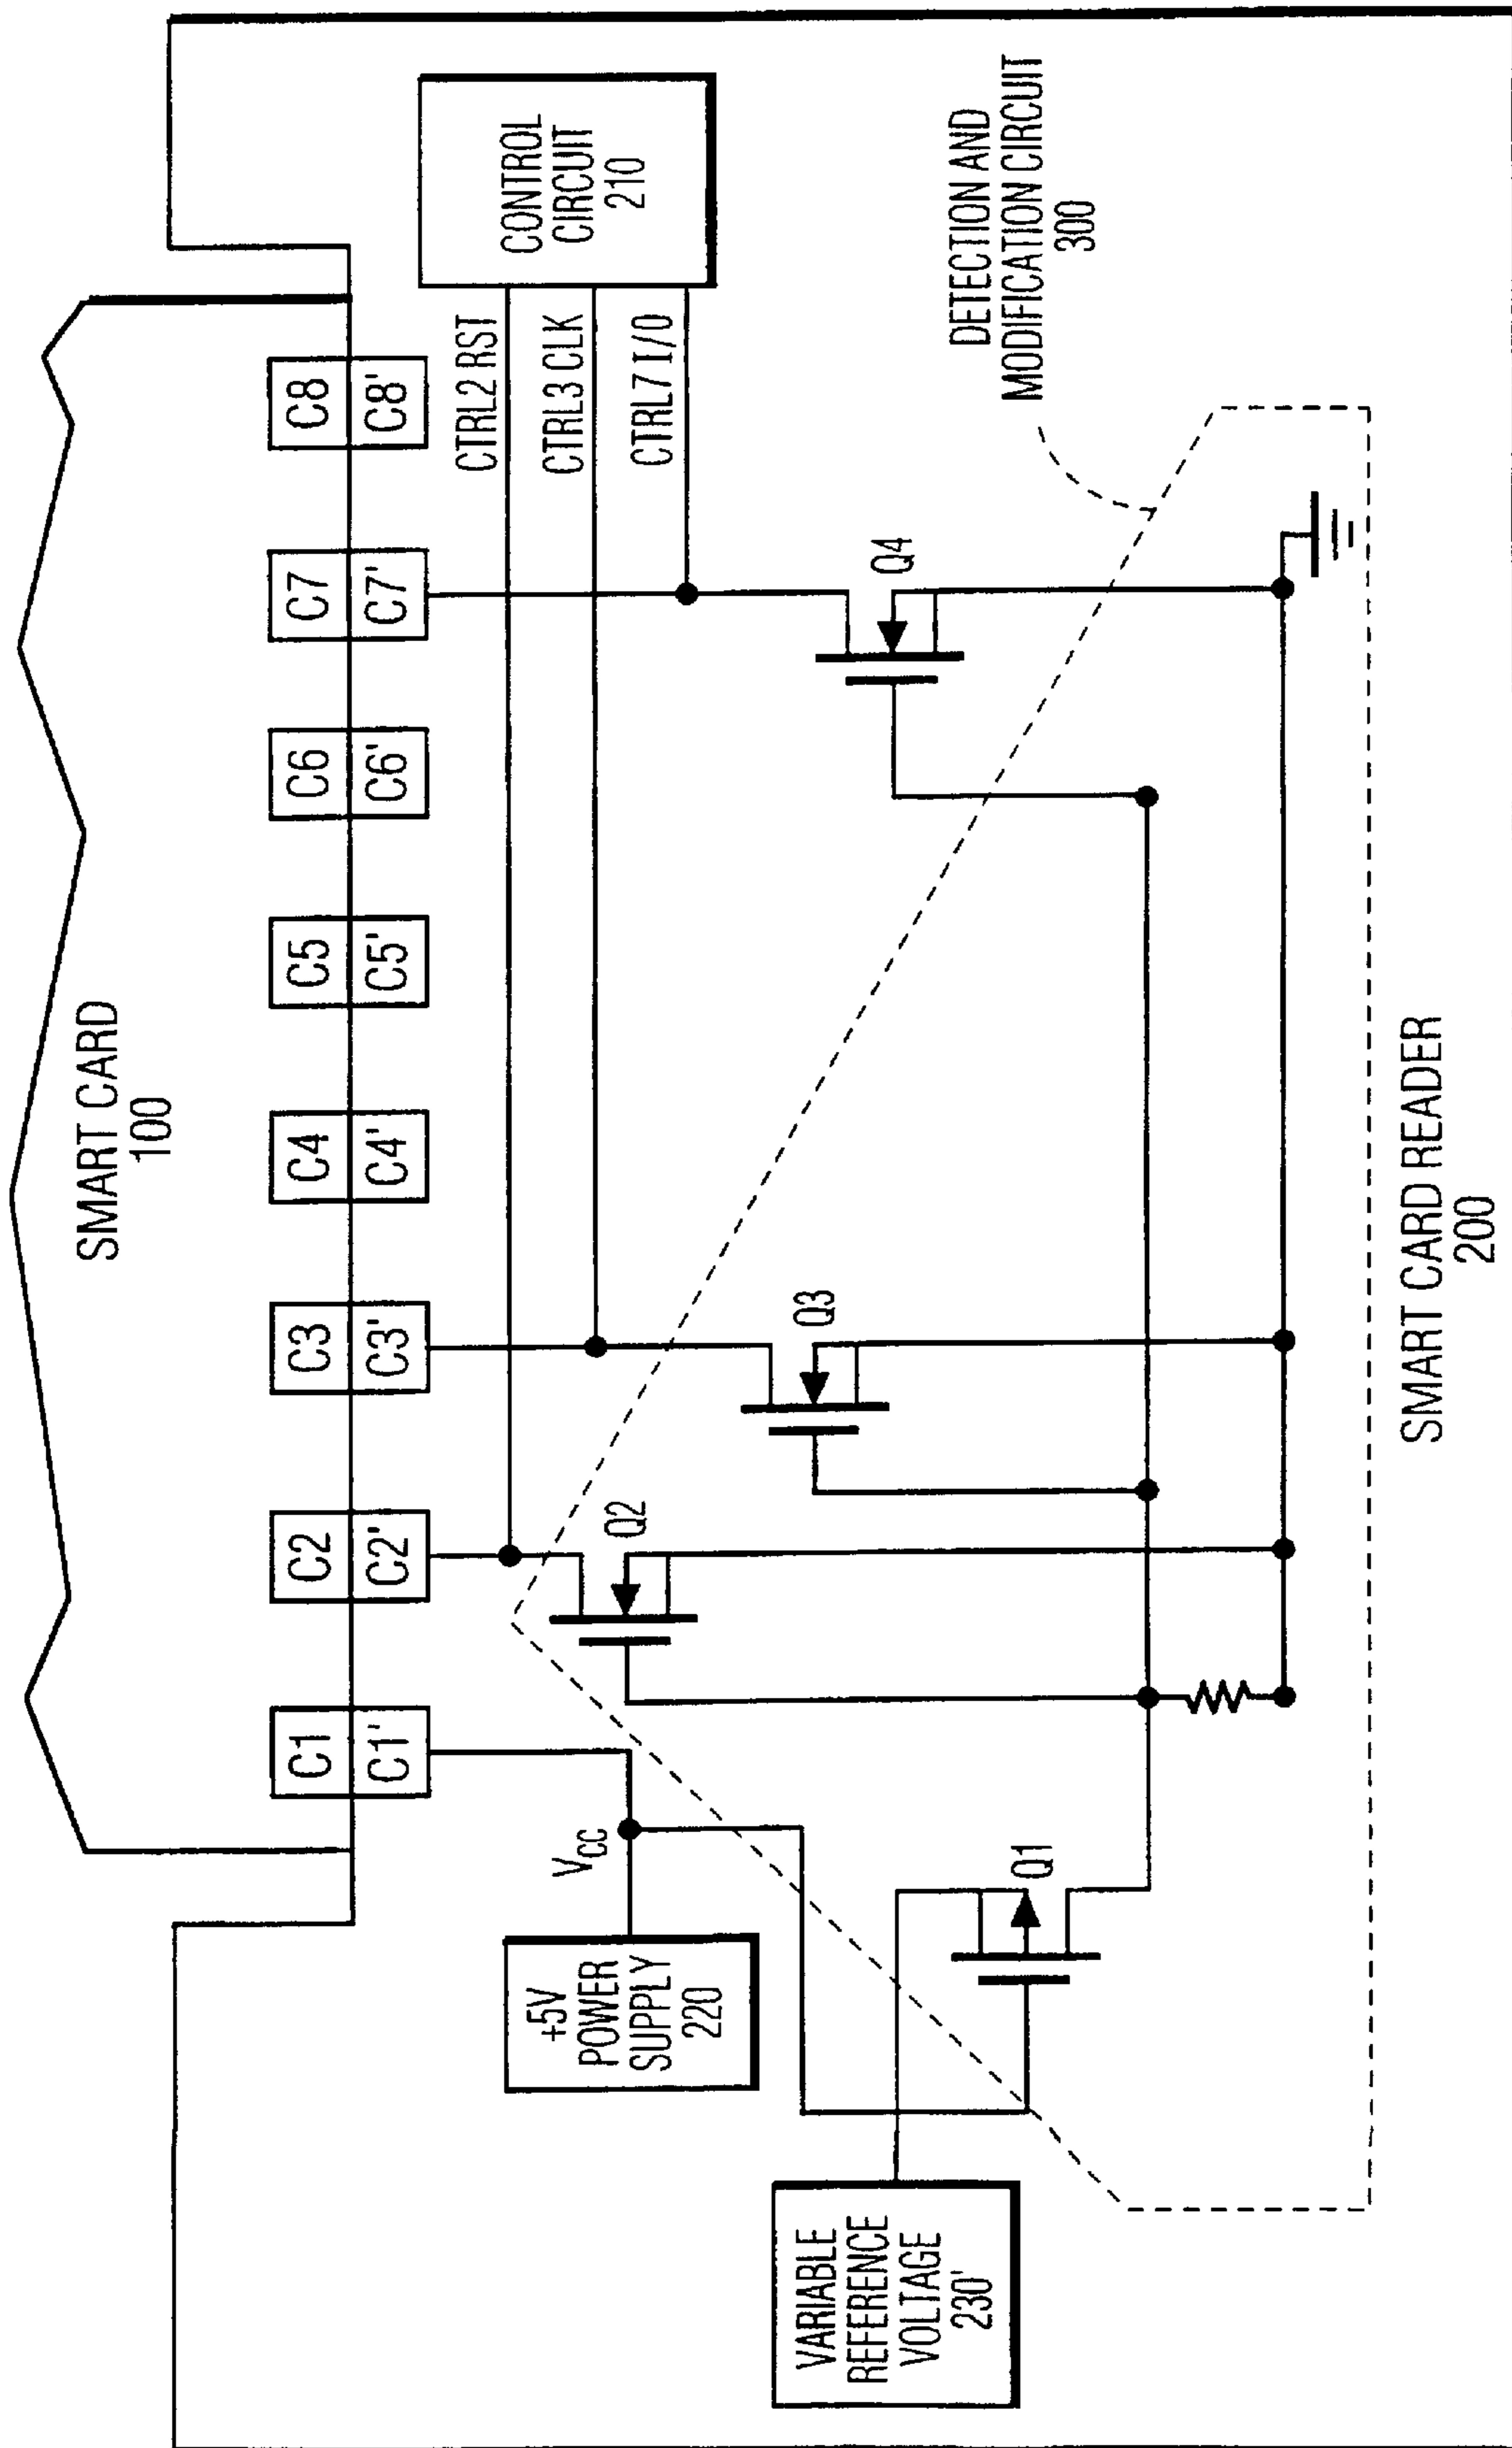 SMART CARD
100
C1
C2
C3
C4
C5
C6
C7
C8
C1'
C2'
C3'
C4'
C5'
C6'
C7'
C8'
CTRL2 RST
CTRL3 CLK
CTRL7 I/O
CONTROL
CIRCUIT
210
VCC
+5V
POWER
SUPPLY
220
Q2
Q3
Q4
Q1
VARIABLE
REFERENCE
VOLTAGE
230'
DETECTION AND
MODIFICATION CIRCUIT
300
SMART CARD READER
200